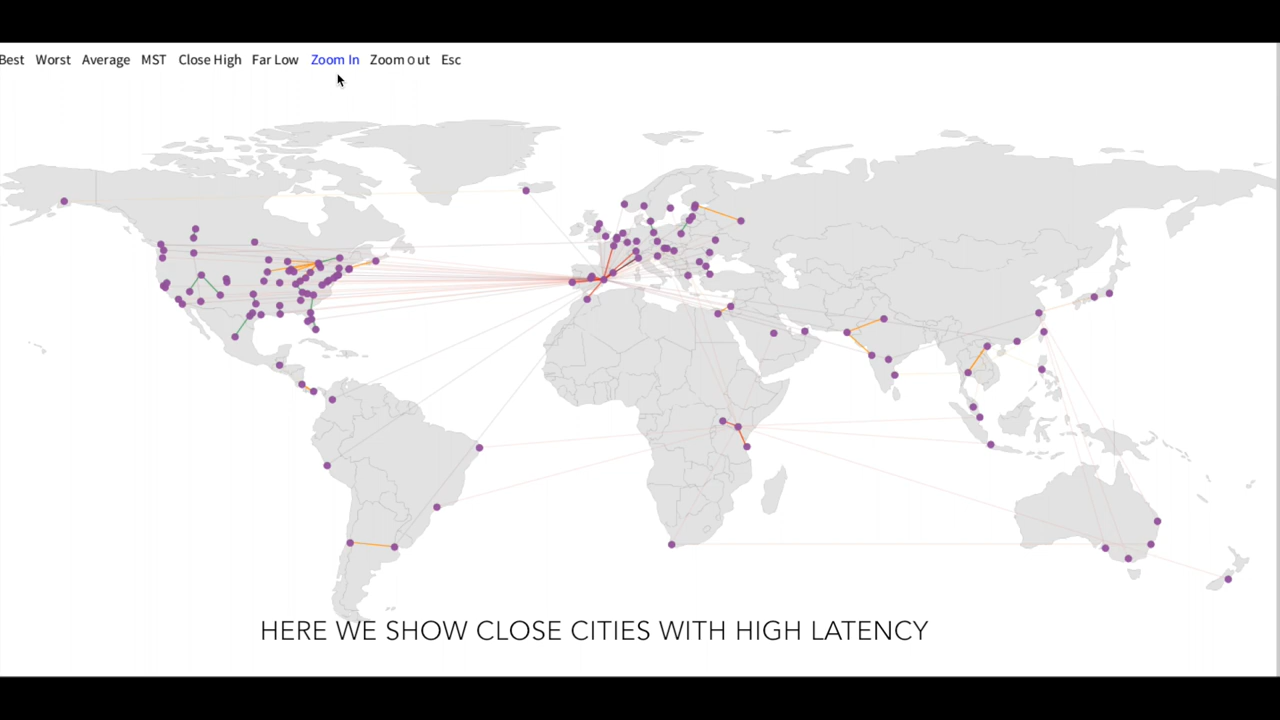 Best Worst Average MST Close High Far Low Zoom In Zoom out Esc
HERE WE SHOW CLOSE CITIES WITH HIGH LATENCY